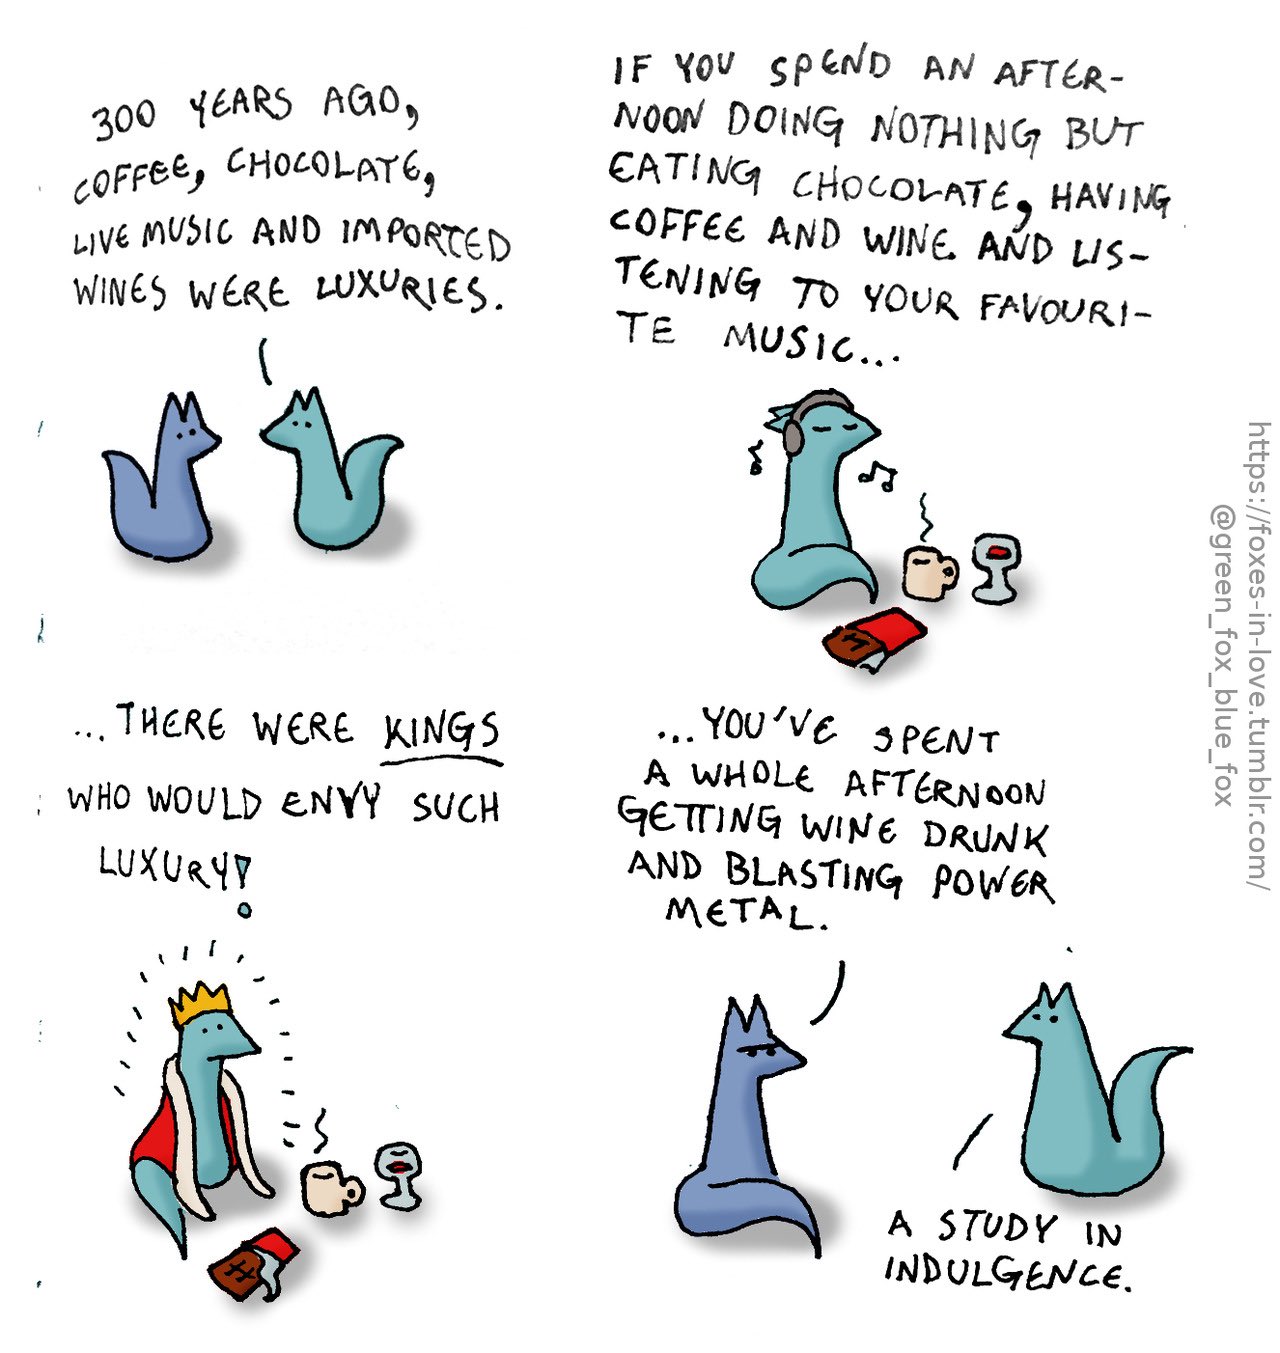 300 YEARS AGO,
COFFEE, CHOCOLATE,
LIVE MUSIC AND IMPORTED
WINES WERE LUXURIES.
IF YOU SPEND AN AFTER-
NOON DOING NOTHING BUT
EATING CHOCOLATE, HAVING
COFFEE AND WINE AND LIS-
TENING TO YOUR FAVOURI-
TE MUSIC...
...THERE WERE KINGS
WHO WOULD ENVY SUCH
LUXURY!
...YOU'VE SPENT
A WHOLE AFTERNOON
GETTING WINE DRUNK
AND BLASTING POWER
METAL.
A STUDY IN
INDULGENCE.
https://foxes-in-love.tumblr.com/
@green_fox_blue_fox